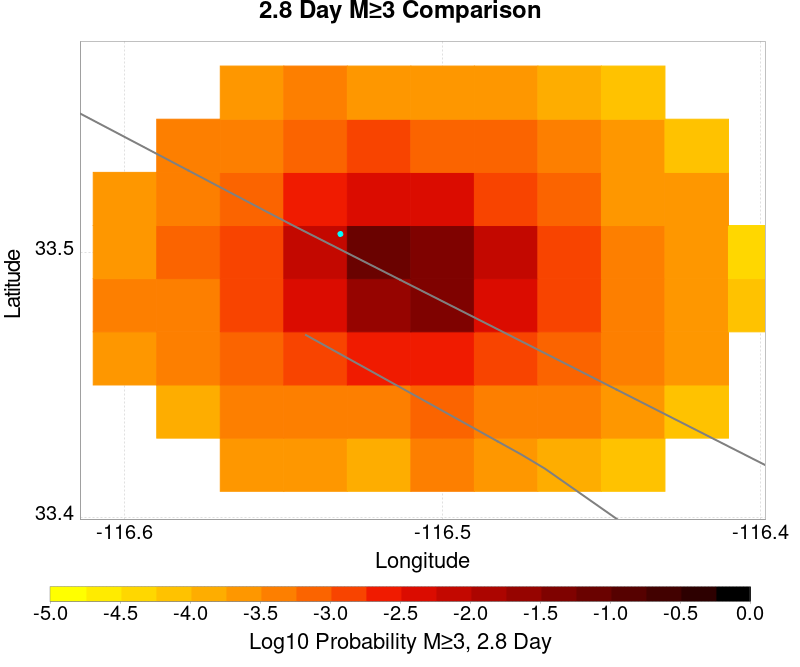 2.8 Day M≥3 Comparison
Latitude
33.5
33.4
-116.6 -116.5 -116.4
Longitude
-5.0 -4.5 -4.0 -3.5 -3.0 -2.5 -2.0 -1.5 -1.0 -0.5 0.0
Log10 Probability M≥3, 2.8 Day